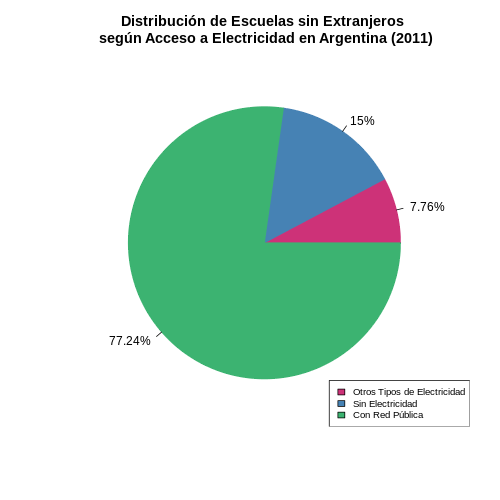 Distribución de Escuelas sin Extranjeros
según Acceso a Electricidad en Argentina (2011)
15%
7.76%
77.24%
Otros Tipos de Electricidad
Sin Electricidad
Con Red Pública